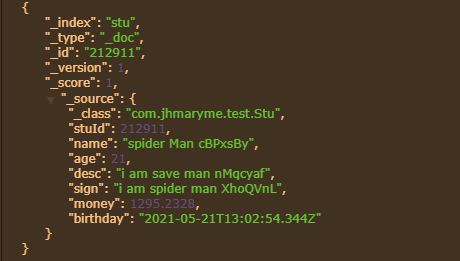 {
"_index": "stu",
"_type": "_doc",
"_id": "212911",
"_version": 1,
"_score": 1,
"_source": {
"_class": "com.jhmaryme.test.Stu",
"stuId": 212911,
"name": "spider Man cBPxsBy",
"age": 21,
"desc": "i am save man nMqcyaf",
"sign": "i am spider man XhoQVnL",
"money": 1295.2328,
"birthday": "2021-05-21T13:02:54.344Z"
}
}